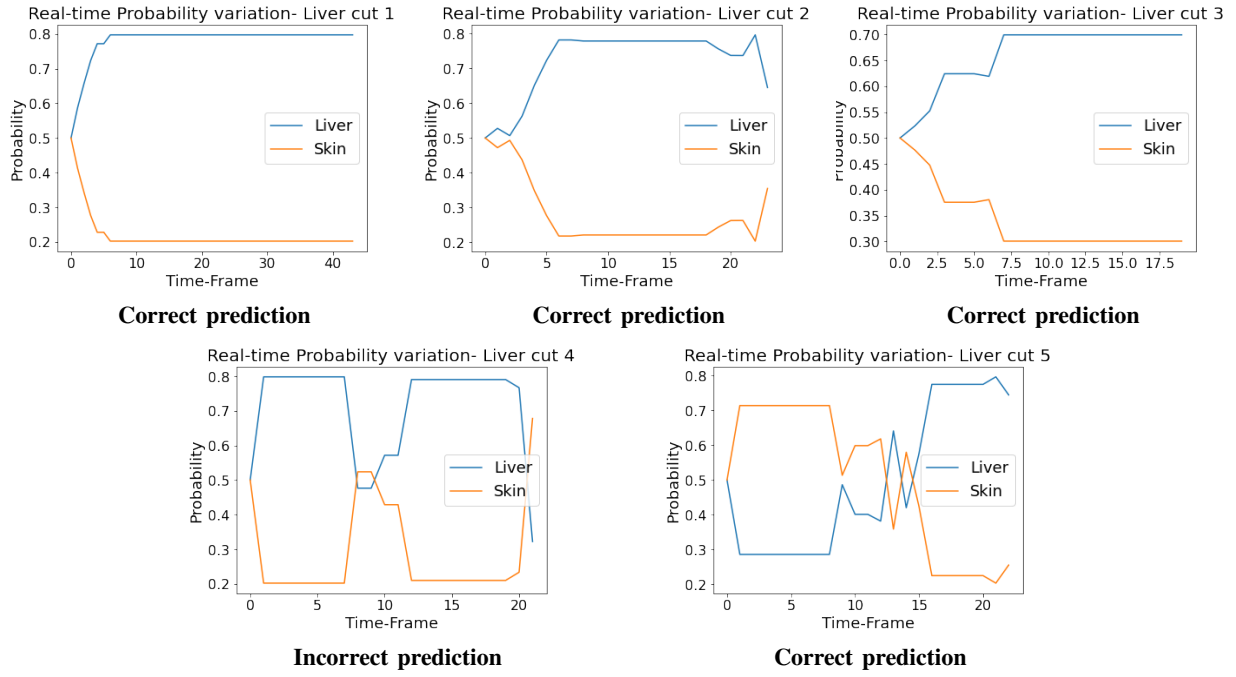 Real-time Probability variation- Liver cut 1
0.8
0.7
0.6
0.5
0.4
0.3
0.2
Probability
Liver
Skin
0 10 20 30 40
Time-Frame
Correct prediction
Real-time Probability variation- Liver cut 2
0.8
0.7
0.6
0.5
0.4
0.3
0.2
Probability
Liver
Skin
0 5 10 15 20
Time-Frame
Correct prediction
Real-time Probability variation- Liver cut 3
0.70
0.65
0.60
0.55
0.50
0.45
0.40
0.35
0.30
Probability
Liver
Skin
0.0 2.5 5.0 7.5 10.0 12.5 15.0 17.5
Time-Frame
Correct prediction
Real-time Probability variation- Liver cut 4
0.8
0.7
0.6
0.5
0.4
0.3
0.2
Probability
Liver
Skin
0 5 10 15 20
Time-Frame
Incorrect prediction
Real-time Probability variation- Liver cut 5
0.8
0.7
0.6
0.5
0.4
0.3
0.2
Probability
Liver
Skin
0 5 10 15 20
Time-Frame
Correct prediction